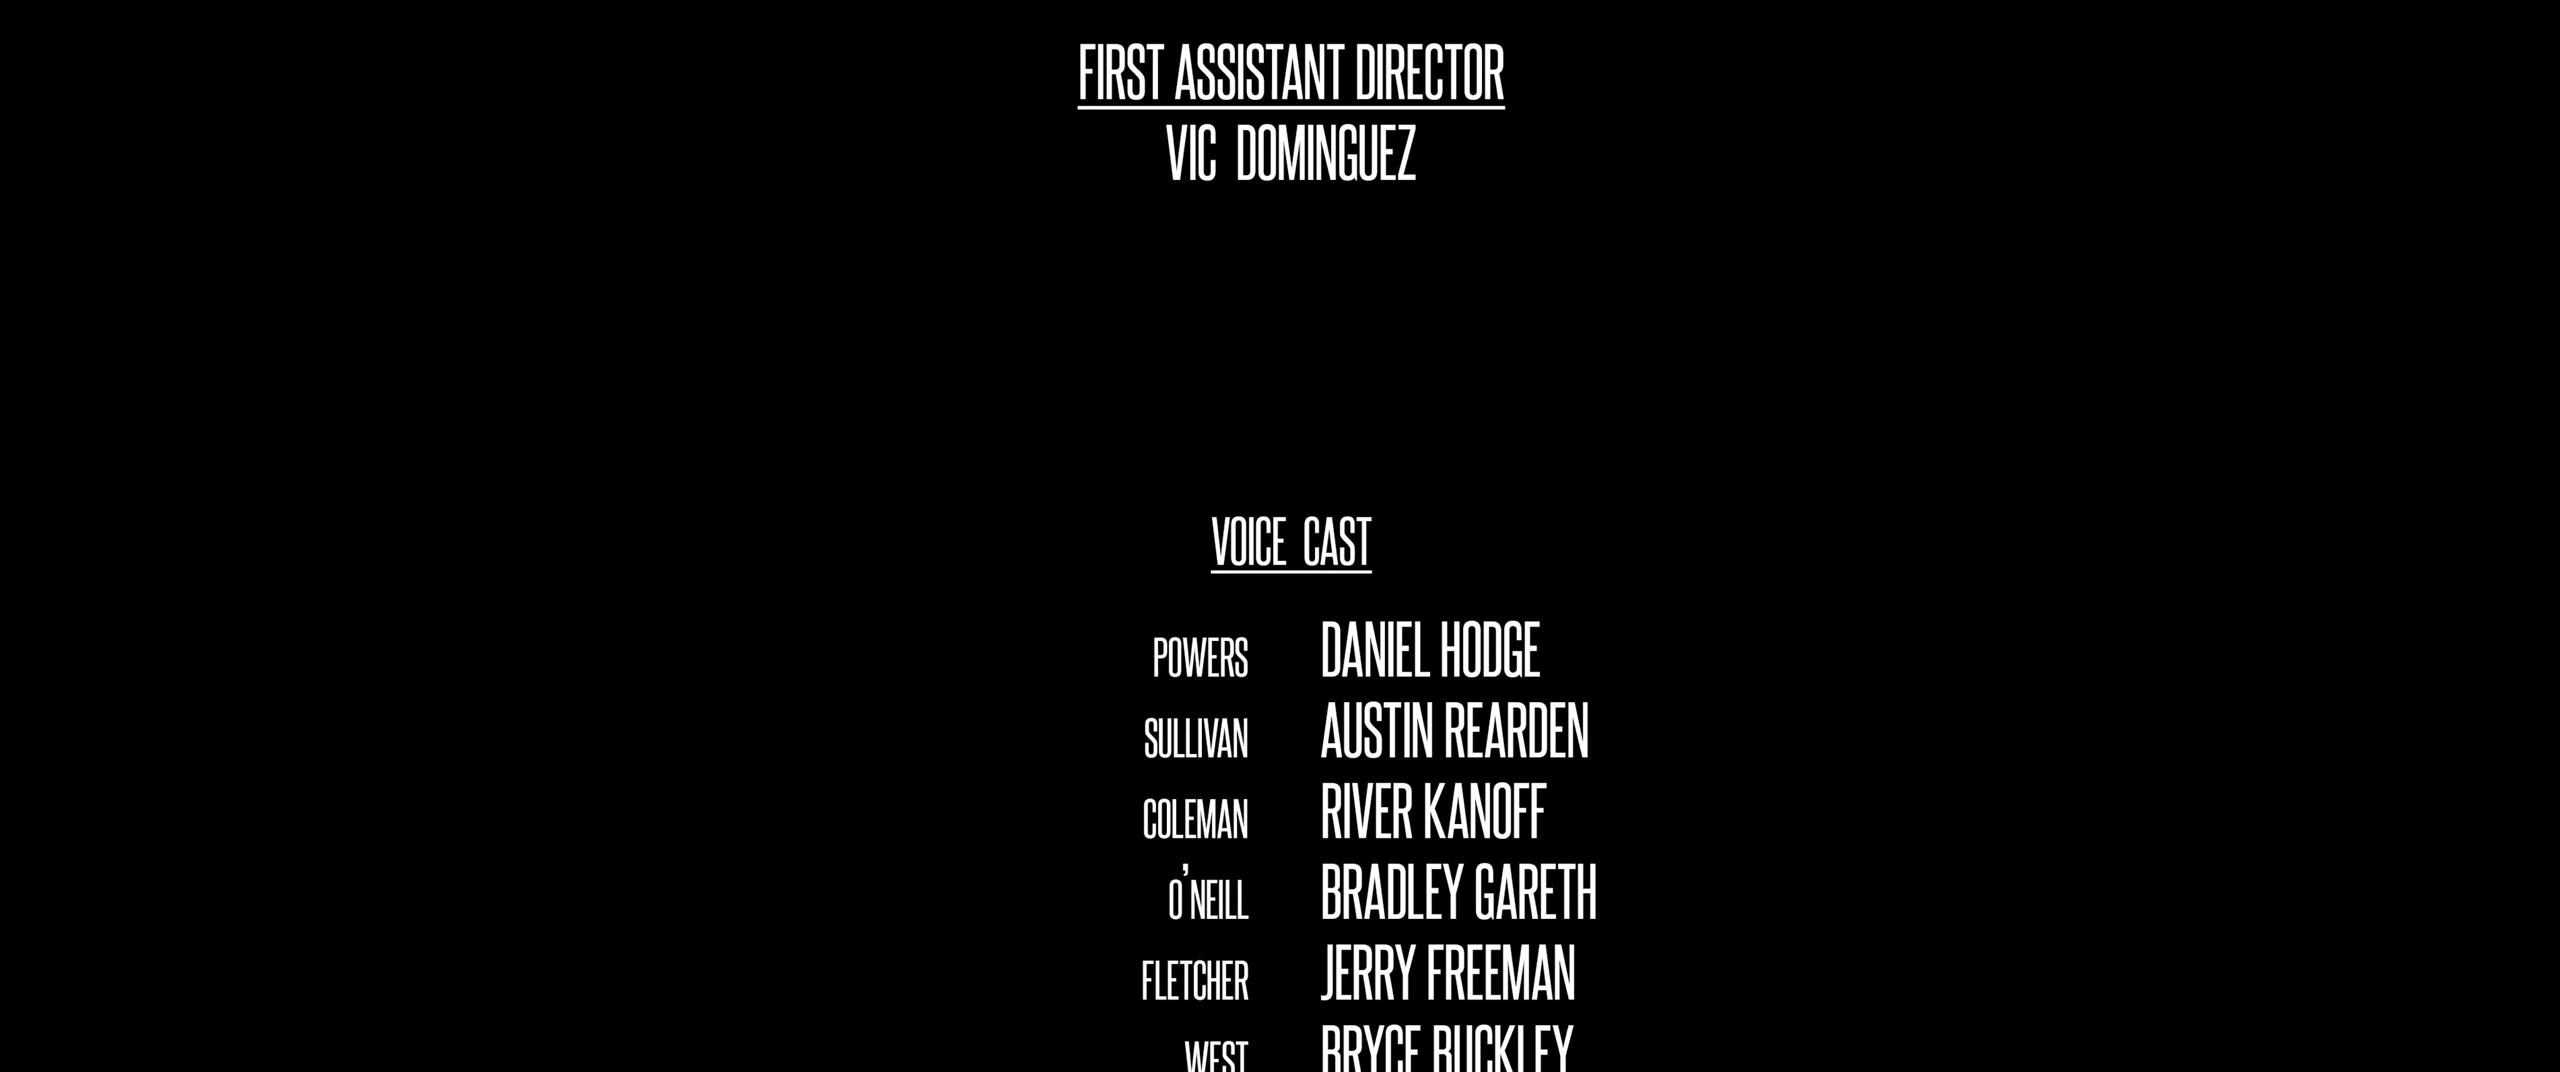 FIRST ASSISTANT DIRECTOR
VIC DOMINGUEZ
VOICE CAST
POWERS DANIEL HODGE
SULLIVAN AUSTIN REARDEN
COLEMAN RIVER KANOFF
O'NEILL BRADLEY GARETH
FLETCHER JERRY FREEMAN
WEST BRYCE BUCKLEY